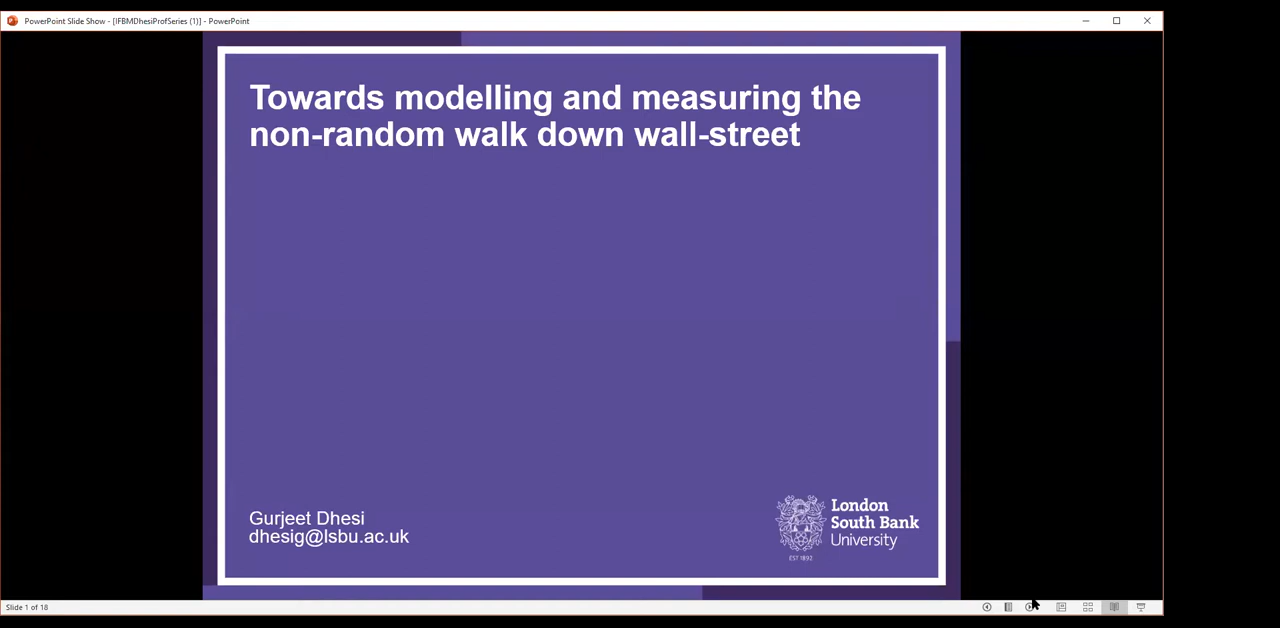 PowerPoint Slide Show - [IFBMDhesiProfSeries (1)] - PowerPoint
Towards modelling and measuring the
non-random walk down wall-street
Gurjeet Dhesi
dhesig@lsbu.ac.uk
London
South Bank
University
EST 1892
Slide 1 of 18